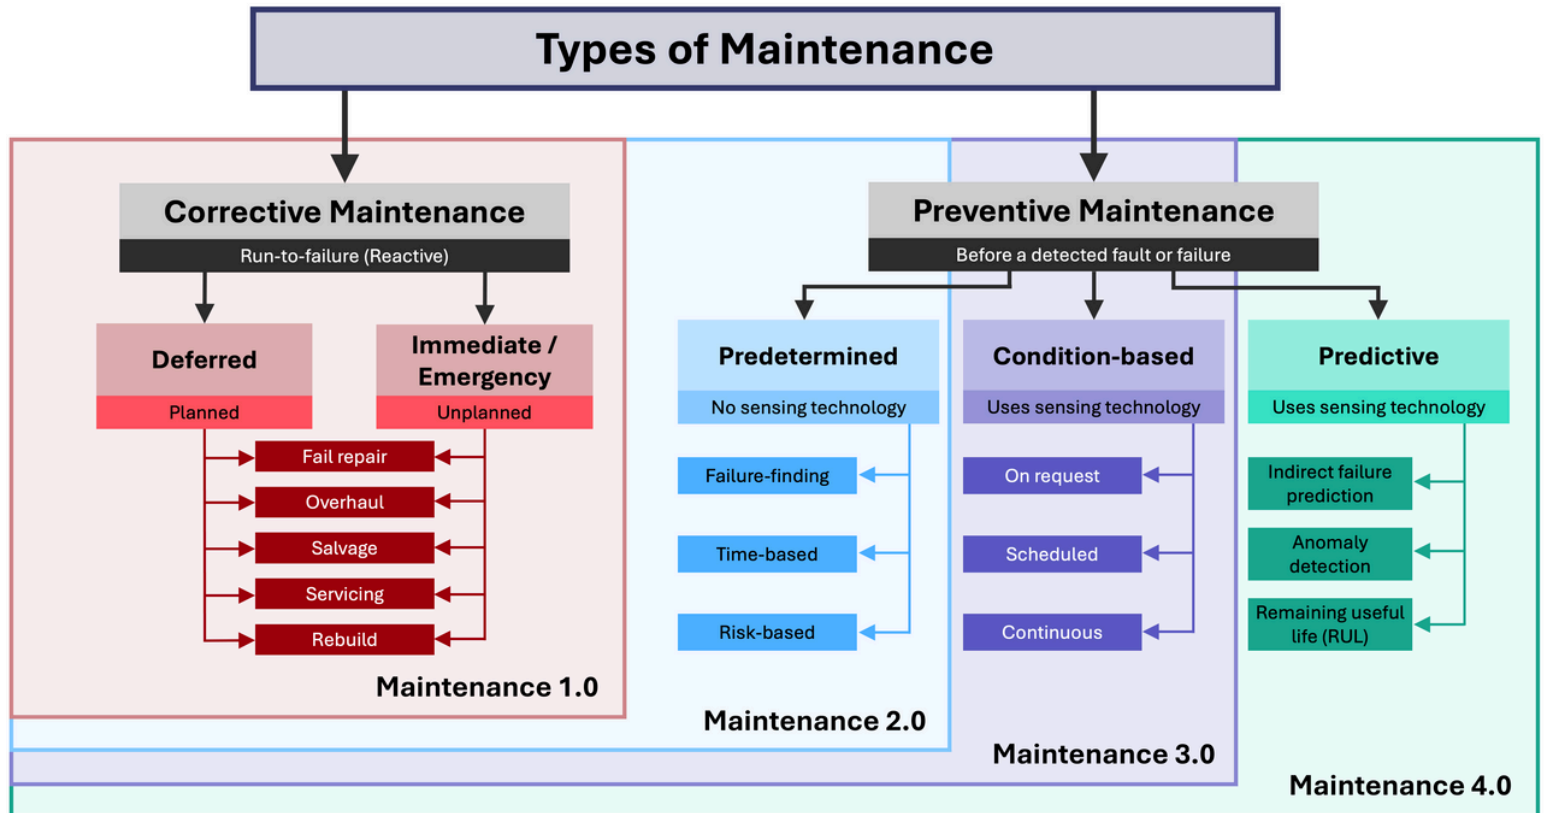 Types of Maintenance
Corrective Maintenance
Run-to-failure (Reactive)
Preventive Maintenance
Before a detected fault or failure
Deferred
Planned
Immediate /
Emergency
Unplanned
Fail repair
Overhaul
Salvage
Servicing
Rebuild
Maintenance 1.0
Predetermined
No sensing technology
Failure-finding
Time-based
Risk-based
Maintenance 2.0
Condition-based
Uses sensing technology
On request
Scheduled
Continuous
Maintenance 3.0
Predictive
Uses sensing technology
Indirect failure
prediction
Anomaly
detection
Remaining useful
life (RUL)
Maintenance 4.0